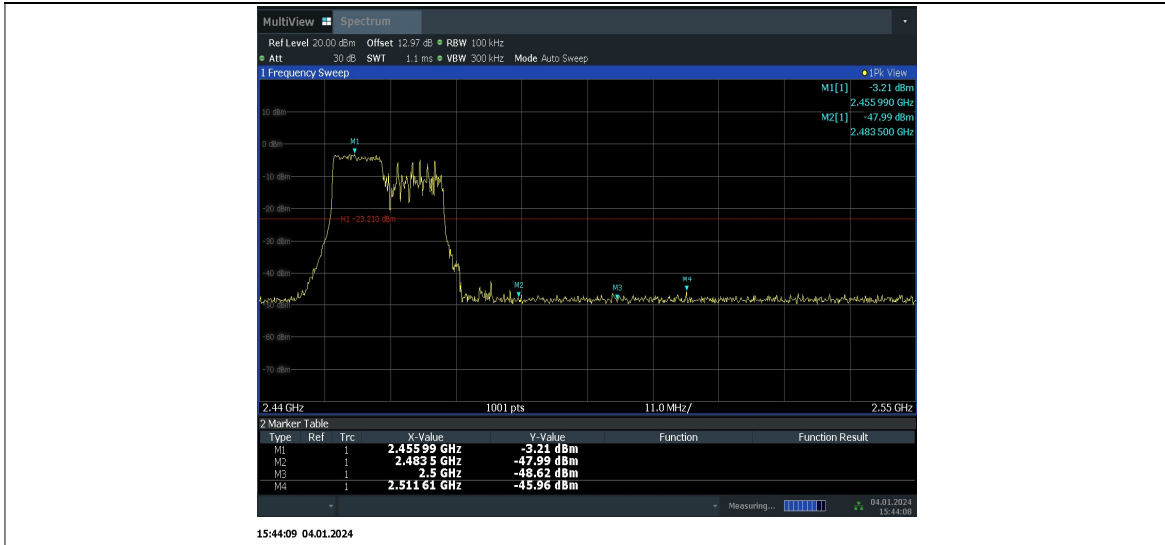 MultiView Spectrum
Ref Level 20.00 dBm Offset 12.97 dB RBW 100 kHz
Att 30 dB SWT 1.1 ms VBW 300 kHz Mode Auto Sweep
1 Frequency Sweep 1Pk View
M1[1] -3.21 dBm
2.455 990 GHz
M2[1] -47.99 dBm
2.483 500 GHz
10 dBm
0 dBm
M1
-10 dBm
-20 dBm
H1 -23.210 dBm
-30 dBm
-40 dBm
M2 M3 M4
-50 dBm
-60 dBm
-70 dBm
2.44 GHz 1001 pts 11.0 MHz/ 2.55 GHz
2 Marker Table
Type Ref Trc X-Value Y-Value Function Function Result
M1 1 2.455 99 GHz -3.21 dBm
M2 1 2.483 5 GHz -47.99 dBm
M3 1 2.5 GHz -48.62 dBm
M4 1 2.511 61 GHz -45.96 dBm
Measuring... 04.01.2024
15:44:08
15:44:09 04.01.2024